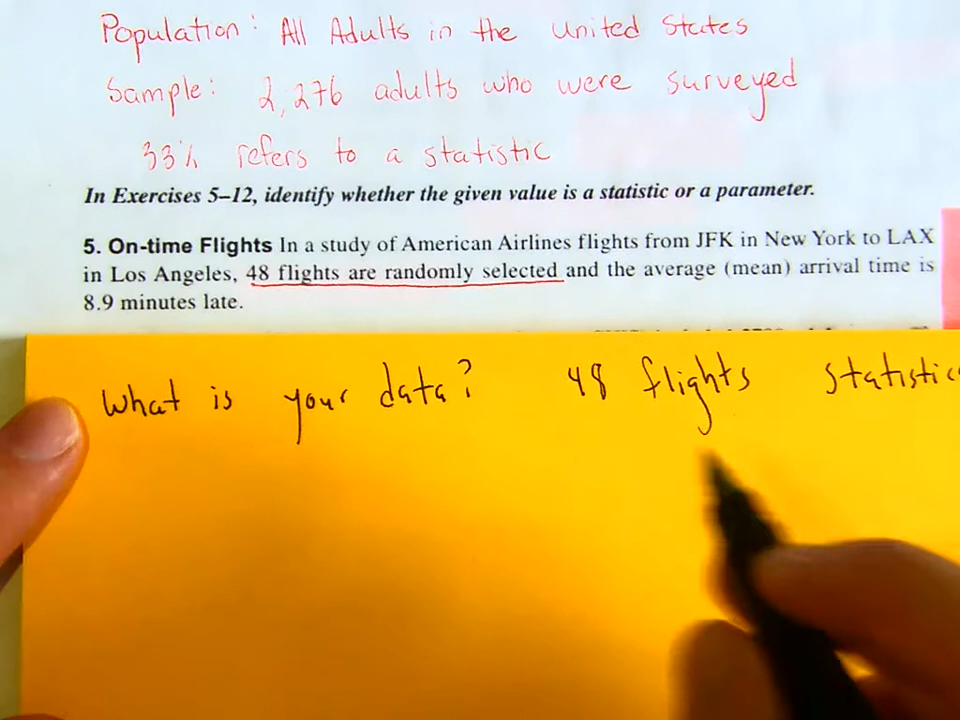 Population: All Adults in the United States
Sample: 2,276 adults who were surveyed
33% refers to a statistic
In Exercises 5–12, identify whether the given value is a statistic or a parameter.
5. On-time Flights In a study of American Airlines flights from JFK in New York to LAX
in Los Angeles, 48 flights are randomly selected and the average (mean) arrival time is
8.9 minutes late.
What is your data? 48 flights statistic